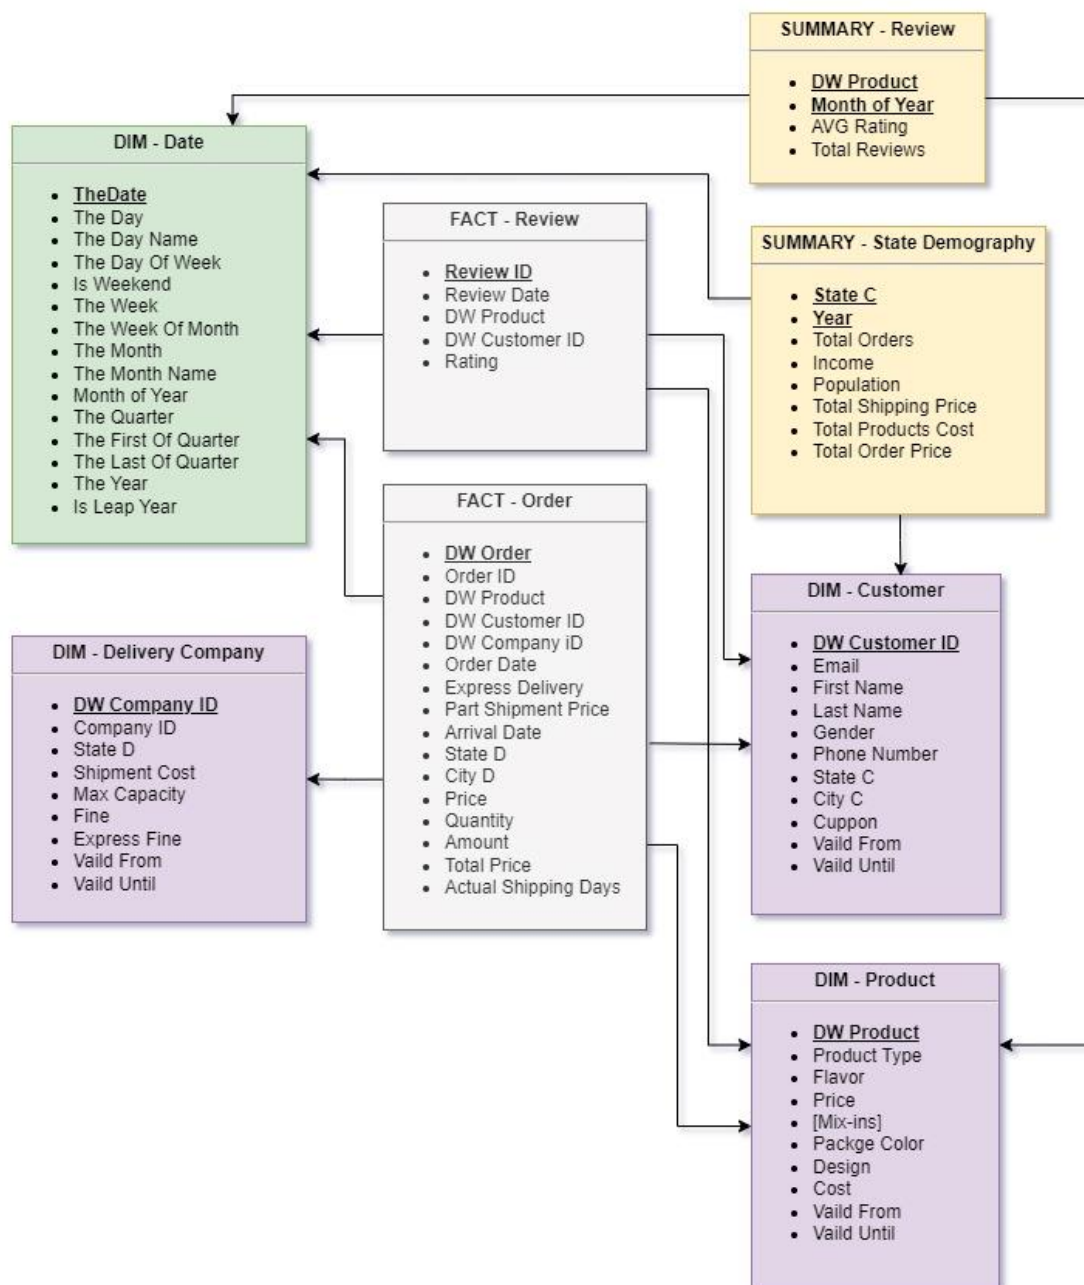 SUMMARY - Review
DW Product
Month of Year
AVG Rating
Total Reviews
DIM - Date
TheDate
The Day
The Day Name
The Day Of Week
Is Weekend
The Week
The Week Of Month
The Month
The Month Name
Month of Year
The Quarter
The First Of Quarter
The Last Of Quarter
The Year
Is Leap Year
FACT - Review
Review ID
Review Date
DW Product
DW Customer ID
Rating
SUMMARY - State Demography
State C
Year
Total Orders
Income
Population
Total Shipping Price
Total Products Cost
Total Order Price
FACT - Order
DW Order
Order ID
DW Product
DW Customer ID
DW Company iD
Order Date
Express Delivery
Part Shipment Price
Arrival Date
State D
City D
Price
Quantity
Amount
Total Price
Actual Shipping Days
DIM - Delivery Company
DW Company ID
Company ID
State D
Shipment Cost
Max Capacity
Fine
Express Fine
Vaild From
Vaild Until
DIM - Customer
DW Customer ID
Email
First Name
Last Name
Gender
Phone Number
State C
City C
Cuppon
Vaild From
Vaild Until
DIM - Product
DW Product
Product Type
Flavor
Price
[Mix-ins]
Packge Color
Design
Cost
Vaild From
Vaild Until